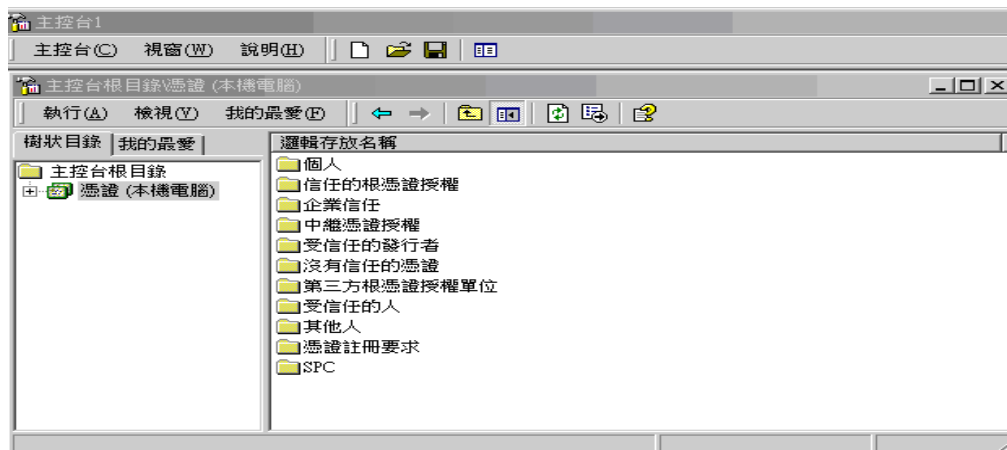 主控台1
主控台(C) 視窗(W) 說明(H)
主控台根目錄\憑證 (本機電腦)
執行(A) 檢視(V) 我的最愛(F)
樹狀目錄 我的最愛
主控台根目錄
憑證 (本機電腦)
邏輯存放名稱
個人
信任的根憑證授權
企業信任
中繼憑證授權
受信任的發行者
沒有信任的憑證
第三方根憑證授權單位
受信任的人
其他人
憑證註冊要求
SPC